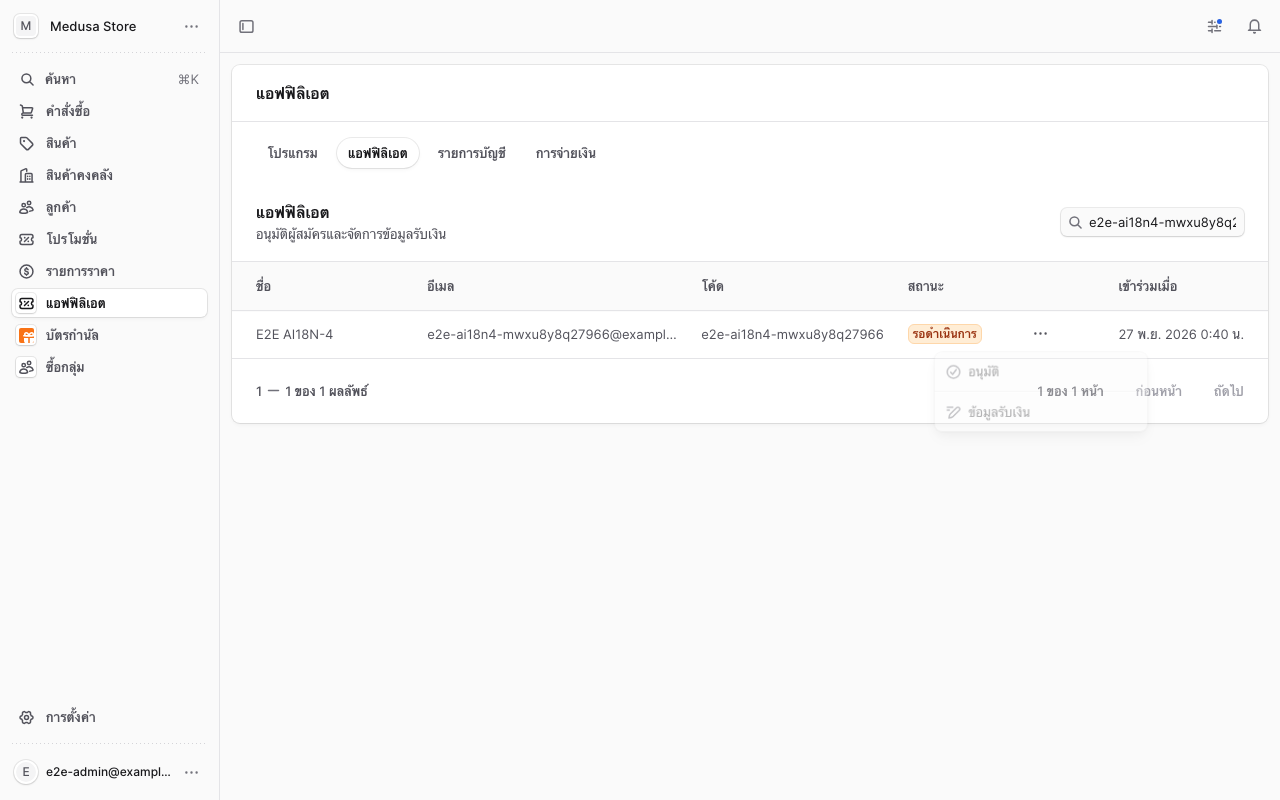 M Medusa Store
ค้นหา ⌘K
คำสั่งซื้อ
สินค้า
สินค้าคงคลัง
ลูกค้า
โปรโมชั่น
รายการราคา
แอฟฟิลิเอต
บัตรกำนัล
ซื้อกลุ่ม
การตั้งค่า
E e2e-admin@exampl...
แอฟฟิลิเอต
โปรแกรม แอฟฟิลิเอต รายการบัญชี การจ่ายเงิน
แอฟฟิลิเอต
อนุมัติผู้สมัครและจัดการข้อมูลรับเงิน
e2e-ai18n4-mwxu8y8q2
ชื่อ อีเมล โค้ด สถานะ เข้าร่วมเมื่อ
E2E AI18N-4 e2e-ai18n4-mwxu8y8q27966@exampl... e2e-ai18n4-mwxu8y8q27966 รอดำเนินการ 27 พ.ย. 2026 0:40 น.
อนุมัติ
1 — 1 ของ 1 ผลลัพธ์ 1 ของ 1 หน้า ก่อนหน้า ถัดไป
ข้อมูลรับเงิน